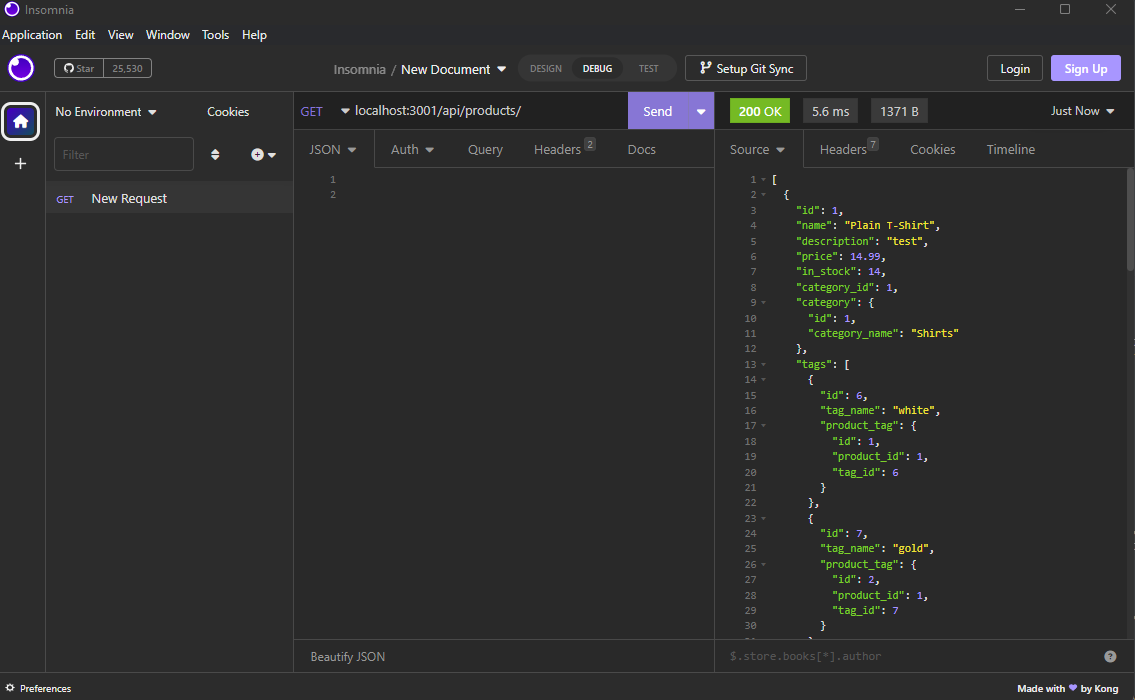 Insomnia
Application Edit View Window Tools Help
Star 25,530 Insomnia / New Document DESIGN DEBUG TEST Setup Git Sync Login Sign Up
No Environment Cookies
GET localhost:3001/api/products/ Send
200 OK 5.6 ms 1371 B Just Now
Filter
GET New Request
JSON Auth Query Headers 2 Docs
1
2
Source Headers 7 Cookies Timeline
1 [
2 {
3 "id": 1,
4 "name": "Plain T-Shirt",
5 "description": "test",
6 "price": 14.99,
7 "in_stock": 14,
8 "category_id": 1,
9 "category": {
10 "id": 1,
11 "category_name": "Shirts"
12 },
13 "tags": [
14 {
15 "id": 6,
16 "tag_name": "white",
17 "product_tag": {
18 "id": 1,
19 "product_id": 1,
20 "tag_id": 6
21 }
22 },
23 {
24 "id": 7,
25 "tag_name": "gold",
26 "product_tag": {
27 "id": 2,
28 "product_id": 1,
29 "tag_id": 7
30 }
Beautify JSON
$.store.books[*].author
Preferences
Made with 💜 by Kong